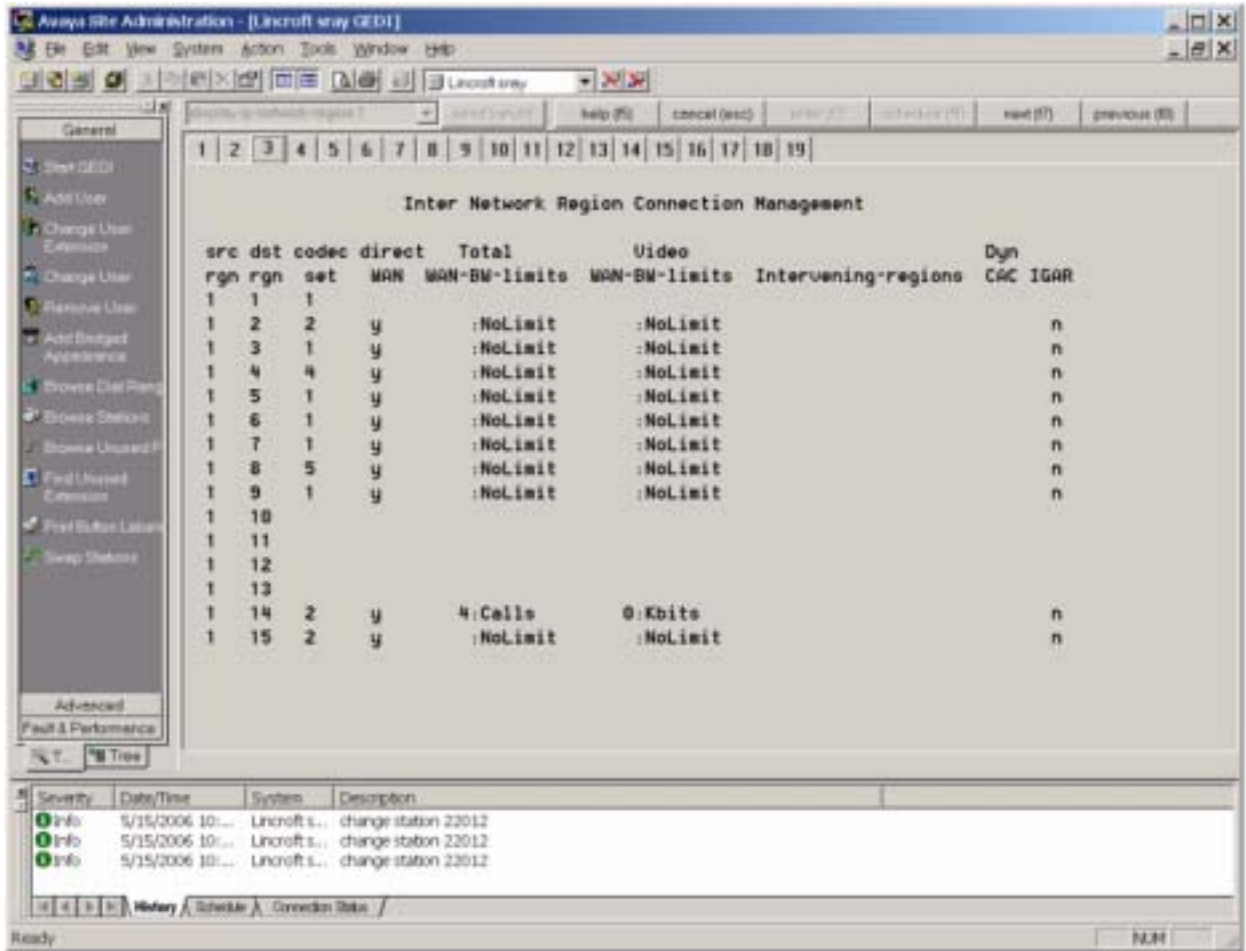 Avaya Site Administration - [Lincroft sray GEDI]
File Edit View System Action Tools Window Help
Lincroft sray
help (f5) cancel (esc) next (f7) previous (f8)
General
1 2 3 4 5 6 7 8 9 10 11 12 13 14 15 16 17 18 19
Start GEDI
Add User
Change User
Extension
Change User
Remove User
Add Bridged
Appearance
Browse Dial
Browse Stations
Browse Unused
Find Unused
Extension
Print Button
Swap Stations
Inter Network Region Connection Management
src dst codec direct Total Video Dyn
rgn rgn set WAN WAN-BW-limits WAN-BW-limits Intervening-regions CAC IGAR
1 1 1
1 2 2 y :NoLimit :NoLimit n
1 3 1 y :NoLimit :NoLimit n
1 4 4 y :NoLimit :NoLimit n
1 5 1 y :NoLimit :NoLimit n
1 6 1 y :NoLimit :NoLimit n
1 7 1 y :NoLimit :NoLimit n
1 8 5 y :NoLimit :NoLimit n
1 9 1 y :NoLimit :NoLimit n
1 10
1 11
1 12
1 13
1 14 2 y 4:Calls 0:Kbits n
1 15 2 y :NoLimit :NoLimit n
Advanced
Fault & Performance
T... Tree
Severity Date/Time System Description
Info 5/15/2006 10:... Lincroft s... change station 22012
Info 5/15/2006 10:... Lincroft s... change station 22012
Info 5/15/2006 10:... Lincroft s... change station 22012
History Schedule Connection Status
Ready NUM